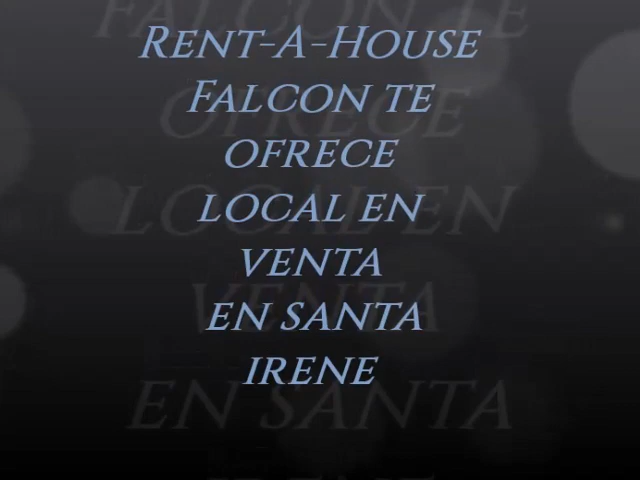 Rent-A-House
Falcon te
ofrece
local en
venta
en santa
irene